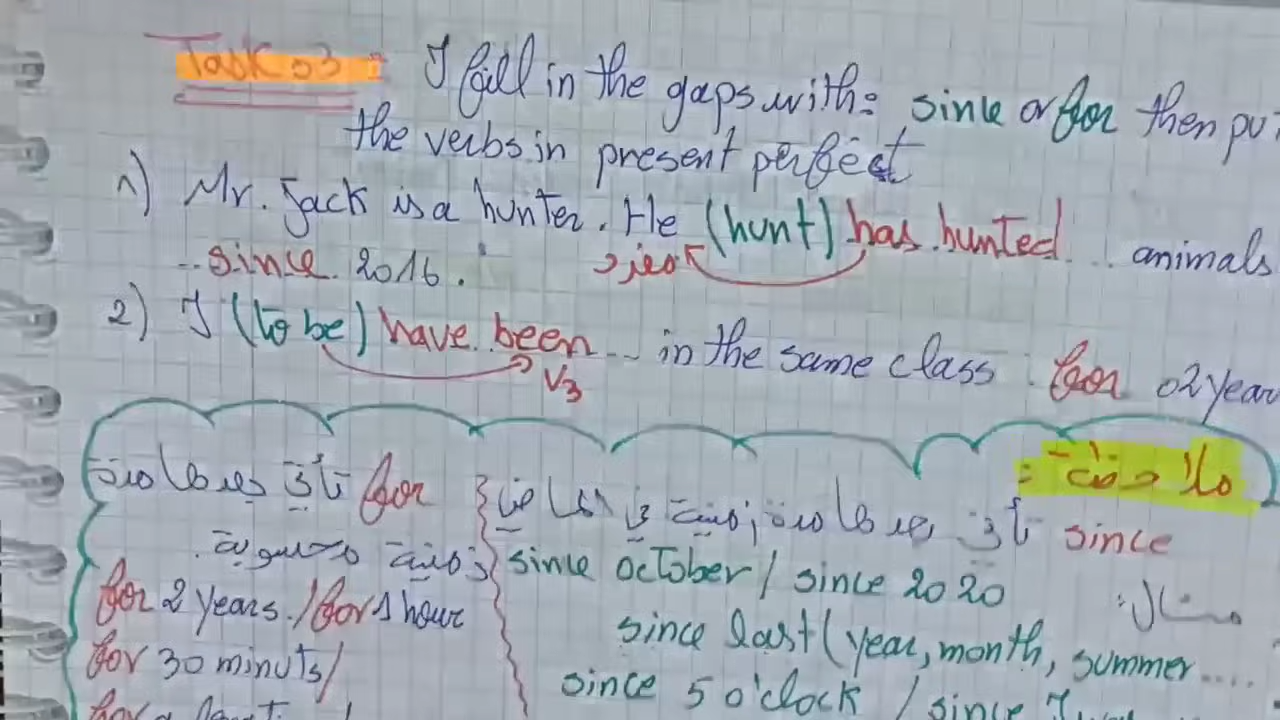 Task 03 : I fill in the gaps with: since or for then pu
the verbs in present perfect
1) Mr. Jack is a hunter. He (hunt) has hunted ... animals
.. since. 2016.
مفرد
2) I (to be) have been ... in the same class . for 02 year
V3
ملاحظة :
since تأتي بعدها مدة زمنية في الماضي
مثال:
since october / since 2020
since last (year, month, summer ....
since 5 o'clock / since
for تأتي بعدها مدة
زمنية محسوبة.
for 2 years. / for 1 hour
for 30 minuts /
for a